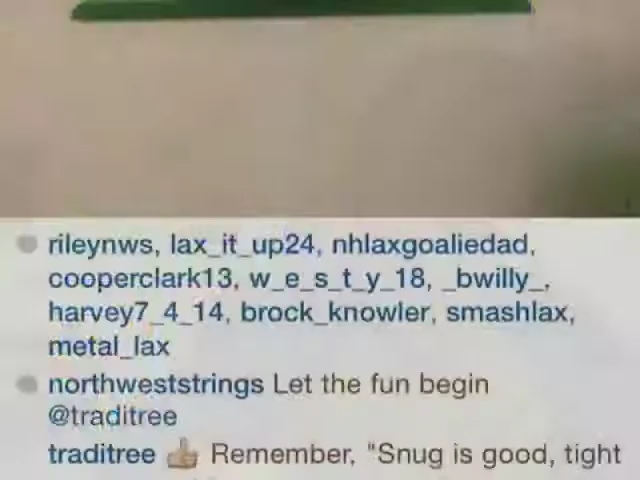 rileynws, lax_it_up24, nhlaxgoaliedad,
cooperclark13, w_e_s_t_y_18, _bwilly_,
harvey7_4_14, brock_knowler, smashlax,
metal_lax
northweststrings Let the fun begin
@traditree
traditree 👍 Remember, "Snug is good, tight